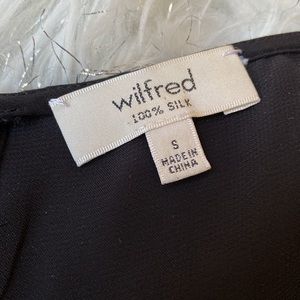 wilfred
100% SILK
S
MADE IN
CHINA